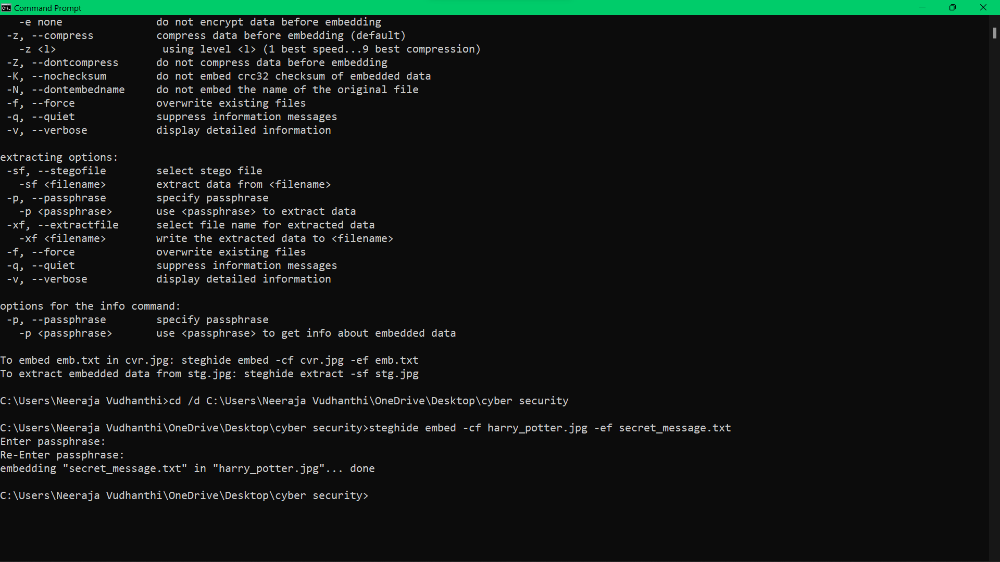 Command Prompt
-e none do not encrypt data before embedding
-z, --compress compress data before embedding (default)
-z <l> using level <l> (1 best speed...9 best compression)
-Z, --dontcompress do not compress data before embedding
-K, --nochecksum do not embed crc32 checksum of embedded data
-N, --dontembedname do not embed the name of the original file
-f, --force overwrite existing files
-q, --quiet suppress information messages
-v, --verbose display detailed information
extracting options:
-sf, --stegofile select stego file
-sf <filename> extract data from <filename>
-p, --passphrase specify passphrase
-p <passphrase> use <passphrase> to extract data
-xf, --extractfile select file name for extracted data
-xf <filename> write the extracted data to <filename>
-f, --force overwrite existing files
-q, --quiet suppress information messages
-v, --verbose display detailed information
options for the info command:
-p, --passphrase specify passphrase
-p <passphrase> use <passphrase> to get info about embedded data
To embed emb.txt in cvr.jpg: steghide embed -cf cvr.jpg -ef emb.txt
To extract embedded data from stg.jpg: steghide extract -sf stg.jpg
C:\Users\Neeraja Vudhanthi>cd /d C:\Users\Neeraja Vudhanthi\OneDrive\Desktop\cyber security
C:\Users\Neeraja Vudhanthi\OneDrive\Desktop\cyber security>steghide embed -cf harry_potter.jpg -ef secret_message.txt
Enter passphrase:
Re-Enter passphrase:
embedding "secret_message.txt" in "harry_potter.jpg"... done
C:\Users\Neeraja Vudhanthi\OneDrive\Desktop\cyber security>